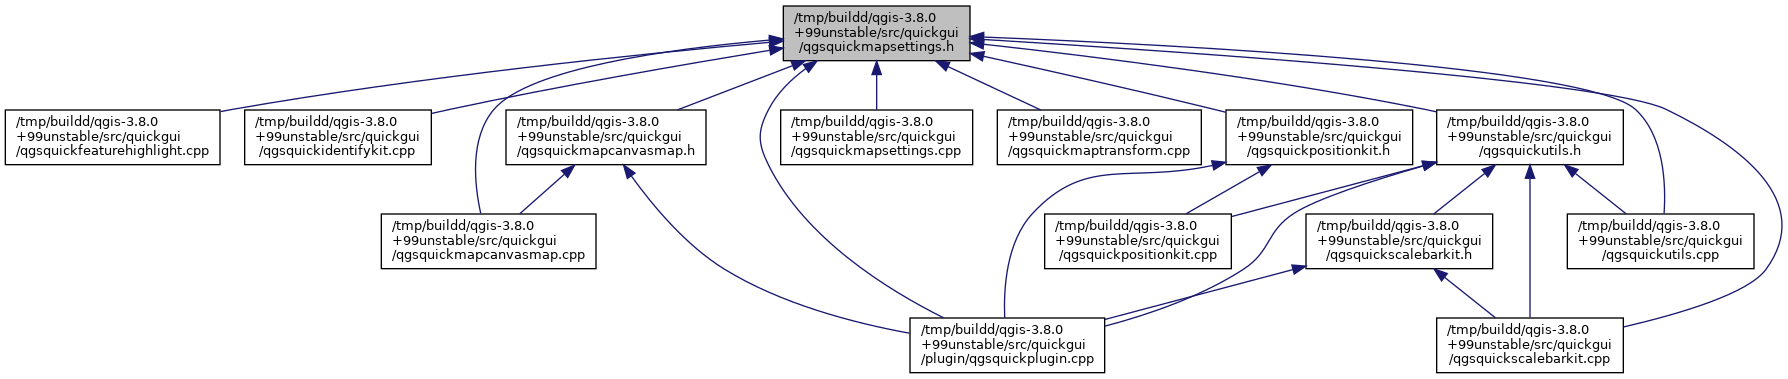 /tmp/buildd/qgis-3.8.0
+99unstable/src/quickgui
/qgsquickmapsettings.h
/tmp/buildd/qgis-3.8.0
+99unstable/src/quickgui
/qgsquickfeaturehighlight.cpp
/tmp/buildd/qgis-3.8.0
+99unstable/src/quickgui
/qgsquickidentifykit.cpp
/tmp/buildd/qgis-3.8.0
+99unstable/src/quickgui
/qgsquickmapcanvasmap.h
/tmp/buildd/qgis-3.8.0
+99unstable/src/quickgui
/qgsquickmapsettings.cpp
/tmp/buildd/qgis-3.8.0
+99unstable/src/quickgui
/qgsquickmaptransform.cpp
/tmp/buildd/qgis-3.8.0
+99unstable/src/quickgui
/qgsquickpositionkit.h
/tmp/buildd/qgis-3.8.0
+99unstable/src/quickgui
/qgsquickutils.h
/tmp/buildd/qgis-3.8.0
+99unstable/src/quickgui
/qgsquickmapcanvasmap.cpp
/tmp/buildd/qgis-3.8.0
+99unstable/src/quickgui
/qgsquickpositionkit.cpp
/tmp/buildd/qgis-3.8.0
+99unstable/src/quickgui
/qgsquickscalebarkit.h
/tmp/buildd/qgis-3.8.0
+99unstable/src/quickgui
/qgsquickutils.cpp
/tmp/buildd/qgis-3.8.0
+99unstable/src/quickgui
/plugin/qgsquickplugin.cpp
/tmp/buildd/qgis-3.8.0
+99unstable/src/quickgui
/qgsquickscalebarkit.cpp